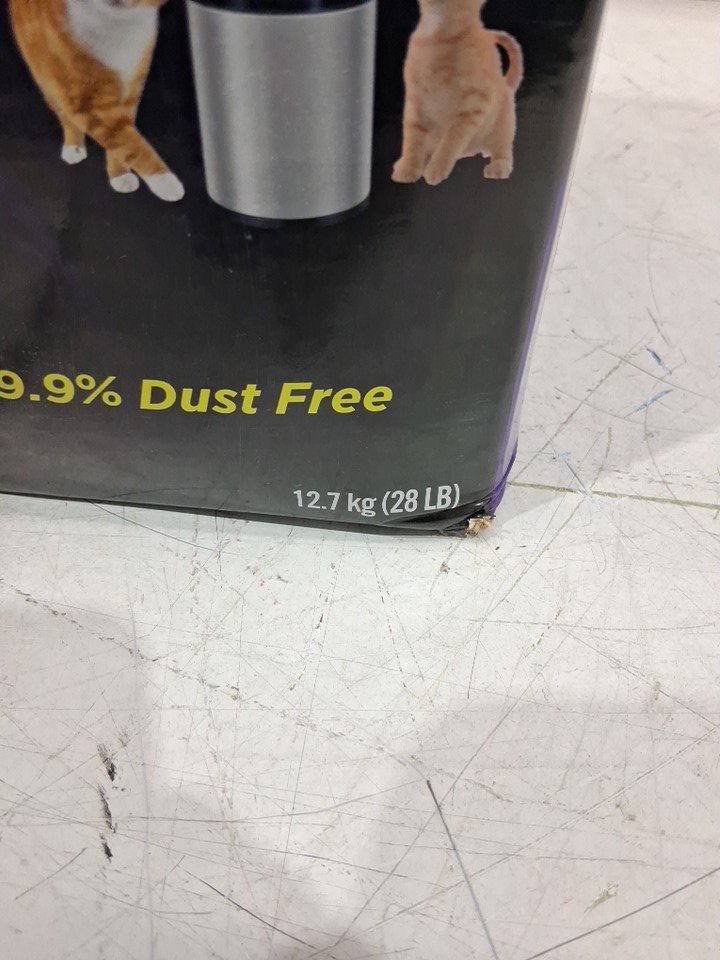 9.9% Dust Free
12.7 kg (28 LB)